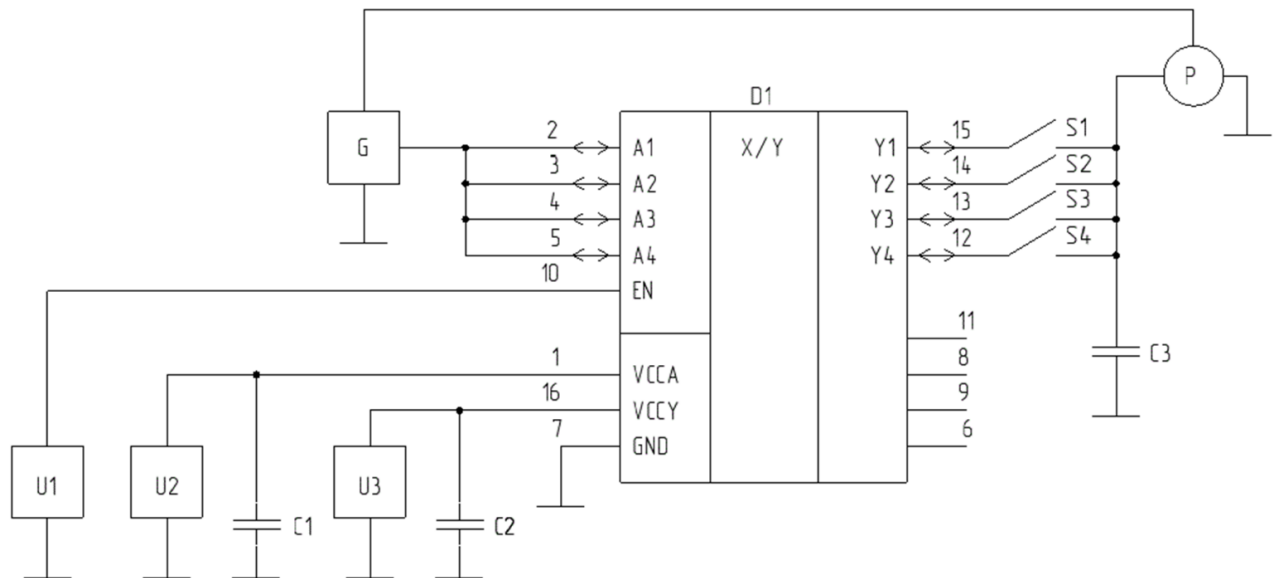 P
D1
G
2 A1 X/Y Y1 15 S1
3 A2 Y2 14 S2
4 A3 Y3 13 S3
5 A4 Y4 12 S4
10 EN
11
1 VCCA 8 C3
16 VCCY 9
7 GND 6
U1 U2 C1 U3 C2